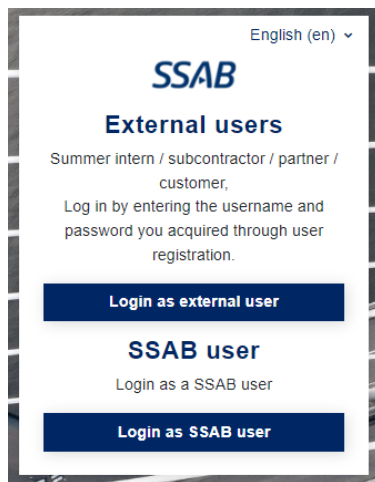 English (en)
SSAB
External users
Summer intern / subcontractor / partner /
customer,
Log in by entering the username and
password you acquired through user
registration.
Login as external user
SSAB user
Login as a SSAB user
Login as SSAB user